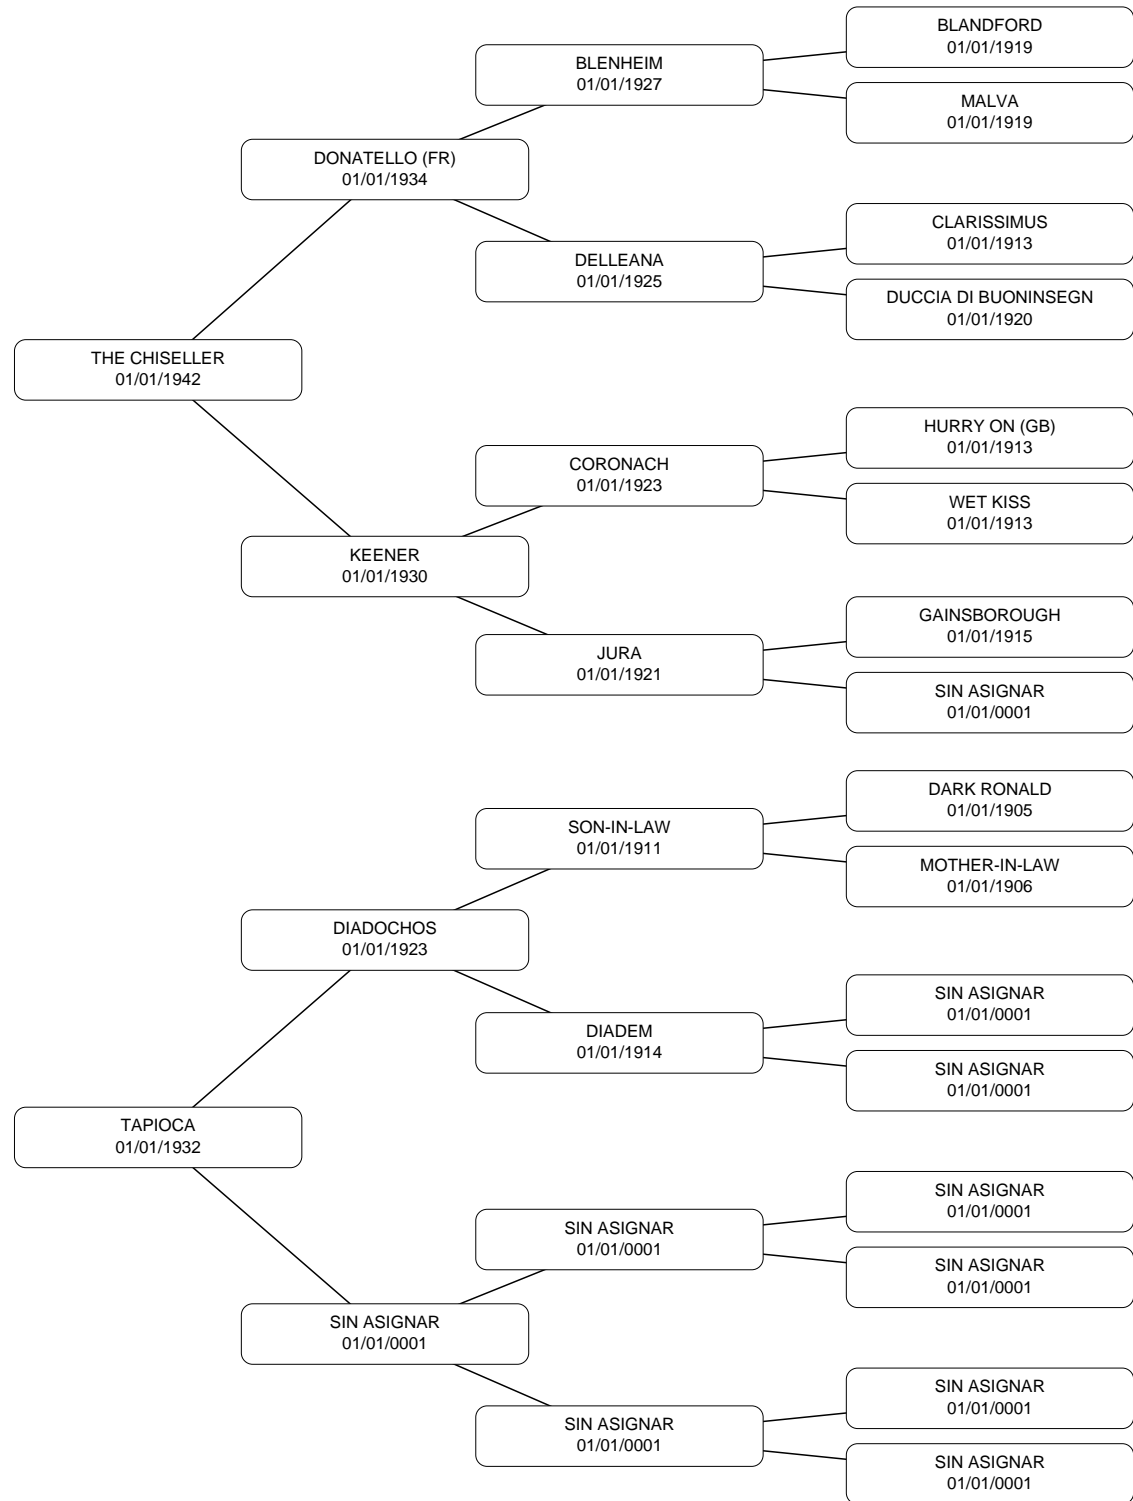 BLANDFORD
01/01/1919
BLENHEIM
01/01/1927
MALVA
01/01/1919
DONATELLO (FR)
01/01/1934
CLARISSIMUS
01/01/1913
DELLEANA
01/01/1925
DUCCIA DI BUONINSEGN
01/01/1920
THE CHISELLER
01/01/1942
HURRY ON (GB)
01/01/1913
CORONACH
01/01/1923
WET KISS
01/01/1913
KEENER
01/01/1930
GAINSBOROUGH
01/01/1915
JURA
01/01/1921
SIN ASIGNAR
01/01/0001
DARK RONALD
01/01/1905
SON-IN-LAW
01/01/1911
MOTHER-IN-LAW
01/01/1906
DIADOCHOS
01/01/1923
SIN ASIGNAR
01/01/0001
DIADEM
01/01/1914
SIN ASIGNAR
01/01/0001
TAPIOCA
01/01/1932
SIN ASIGNAR
01/01/0001
SIN ASIGNAR
01/01/0001
SIN ASIGNAR
01/01/0001
SIN ASIGNAR
01/01/0001
SIN ASIGNAR
01/01/0001
SIN ASIGNAR
01/01/0001
SIN ASIGNAR
01/01/0001